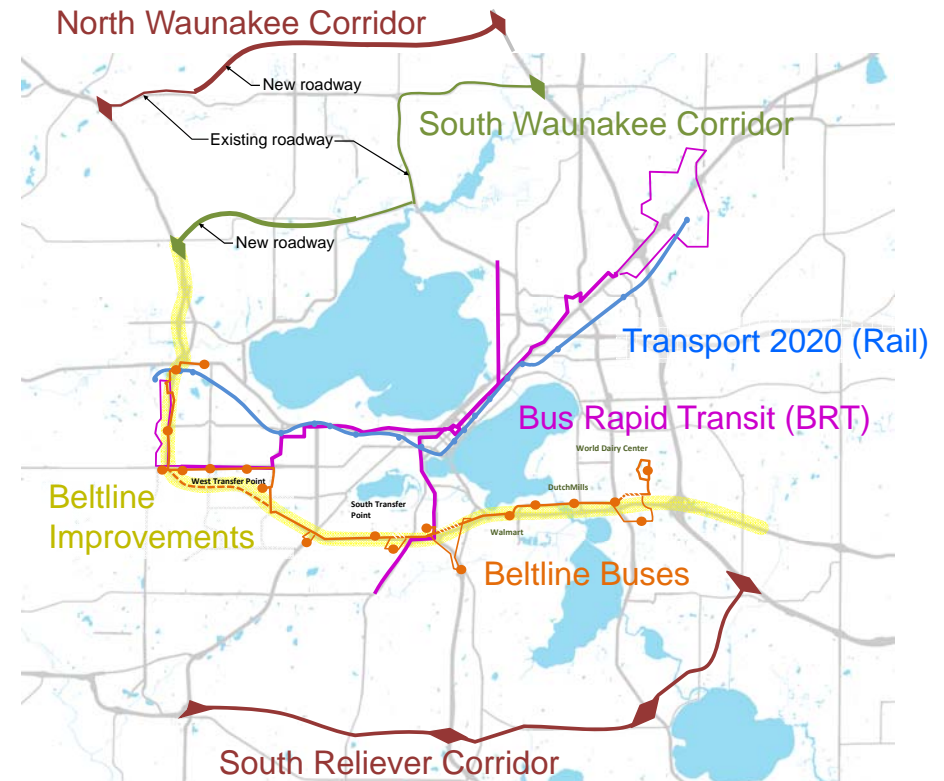 North Waunakee Corridor
New roadway
South Waunakee Corridor
Existing roadway
New roadway
Transport 2020 (Rail)
Bus Rapid Transit (BRT)
World Dairy Center
West Transfer Point
DutchMills
Beltline
Improvements
South Transfer
Point
Walmart
Beltline Buses
South Reliever Corridor